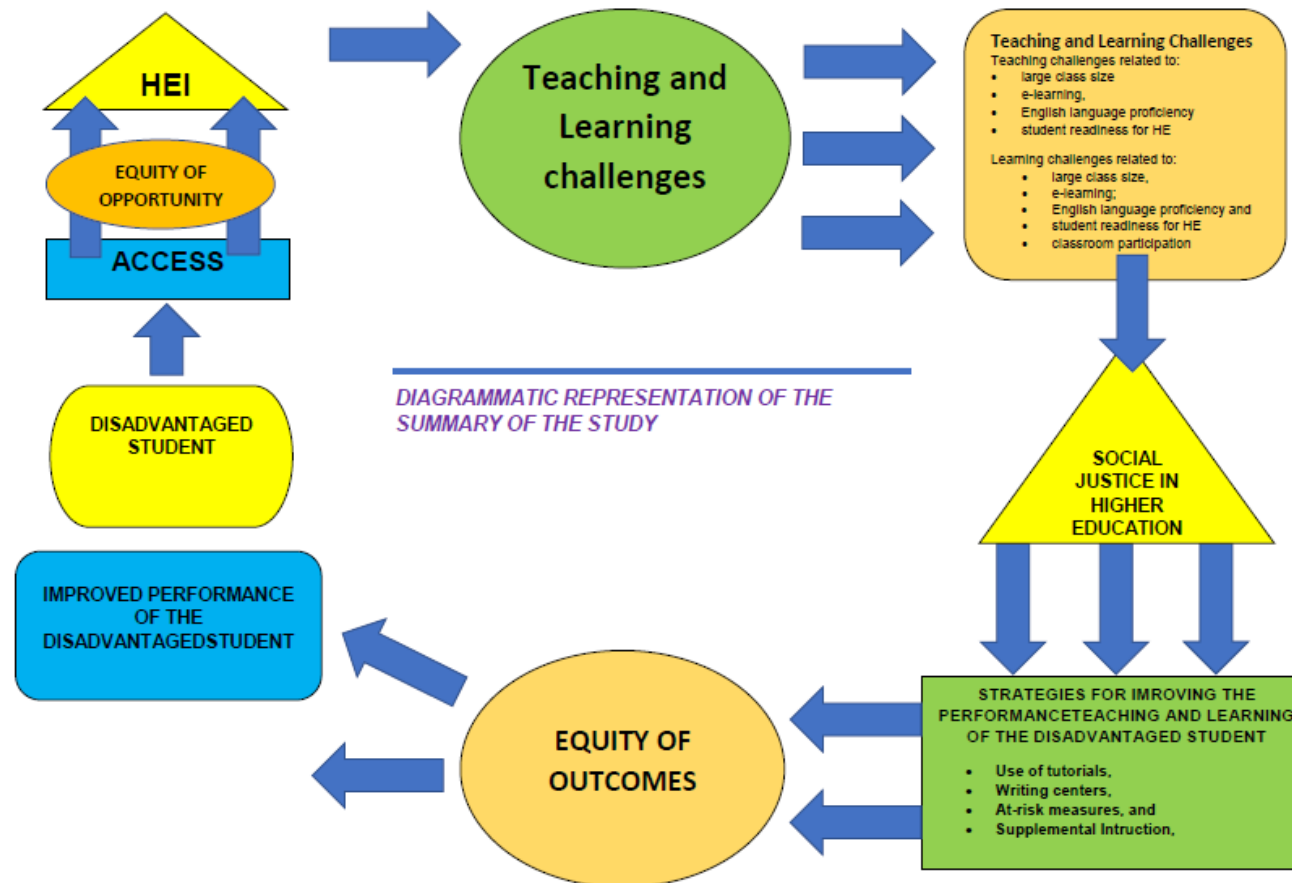 HEI
EQUITY OF
OPPORTUNITY
ACCESS
DISADVANTAGED
STUDENT
IMPROVED PERFORMANCE
OF THE
DISADVANTAGEDSTUDENT
Teaching and
Learning
challenges
DIAGRAMMATIC REPRESENTATION OF THE
SUMMARY OF THE STUDY
EQUITY OF
OUTCOMES
Teaching and Learning Challenges
Teaching challenges related to:
• large class size
• e-learning,
• English language proficiency
• student readiness for HE
Learning challenges related to:
• large class size,
• e-learning;
• English language proficiency and
• student readiness for HE
• classroom participation
SOCIAL
JUSTICE IN
HIGHER
EDUCATION
STRATEGIES FOR IMROVING THE
PERFORMANCETEACHING AND LEARNING
OF THE DISADVANTAGED STUDENT
• Use of tutorials,
• Writing centers,
• At-risk measures, and
• Supplemental Intruction,